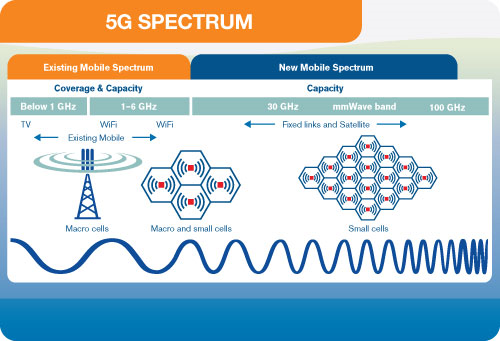 5G SPECTRUM
Existing Mobile Spectrum
New Mobile Spectrum
Coverage & Capacity
Capacity
Below 1 GHz
1–6 GHz
30 GHz
mmWave band
100 GHz
TV
WiFi
WiFi
Fixed links and Satellite
Existing Mobile
Macro cells
Macro and small cells
Small cells